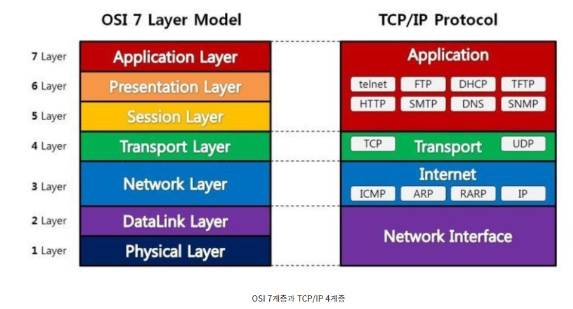 OSI 7 Layer Model
7 Layer Application Layer
6 Layer Presentation Layer
5 Layer Session Layer
4 Layer Transport Layer
3 Layer Network Layer
2 Layer DataLink Layer
1 Layer Physical Layer
TCP/IP Protocol
Application
telnet FTP DHCP TFTP
HTTP SMTP DNS SNMP
TCP Transport UDP
Internet
ICMP ARP RARP IP
Network Interface
OSI 7계층과 TCP/IP 4계층